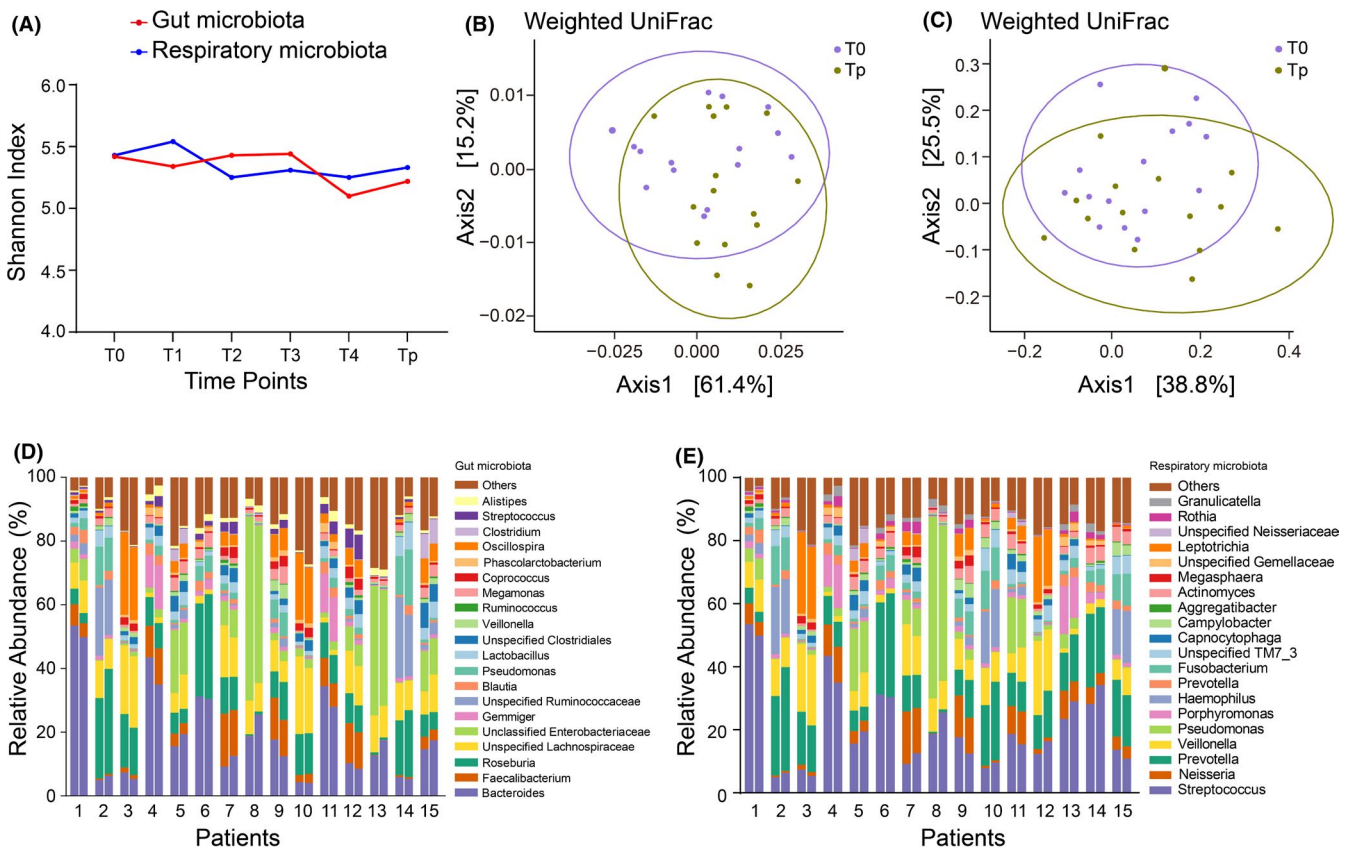 (A)
Gut microbiota
Respiratory microbiota
Shannon Index
6.0
5.5
5.0
4.5
4.0
T0 T1 T2 T3 T4 Tp
Time Points
(B) Weighted UniFrac
T0
Tp
Axis2 [15.2%]
0.01
0.00
−0.01
−0.02
−0.025 0.000 0.025
Axis1 [61.4%]
(C) Weighted UniFrac
T0
Tp
Axis2 [25.5%]
0.3
0.2
0.1
0.0
−0.1
−0.2
−0.2 0.0 0.2 0.4
Axis1 [38.8%]
(D)
Relative Abundance (%)
100
80
60
40
20
0
1 2 3 4 5 6 7 8 9 10 11 12 13 14 15
Patients
Gut microbiota
Others
Alistipes
Streptococcus
Clostridium
Oscillospira
Phascolarctobacterium
Coprococcus
Megamonas
Ruminococcus
Veillonella
Unspecified Clostridiales
Lactobacillus
Pseudomonas
Blautia
Unspecified Ruminococcaceae
Gemmiger
Unclassified Enterobacteriaceae
Unspecified Lachnospiraceae
Roseburia
Faecalibacterium
Bacteroides
(E)
Relative Abundance (%)
100
80
60
40
20
0
1 2 3 4 5 6 7 8 9 10 11 12 13 14 15
Patients
Respiratory microbiota
Others
Granulicatella
Rothia
Unspecified Neisseriaceae
Leptotrichia
Unspecified Gemellaceae
Megasphaera
Actinomyces
Aggregatibacter
Campylobacter
Capnocytophaga
Unspecified TM7_3
Fusobacterium
Prevotella
Haemophilus
Porphyromonas
Pseudomonas
Veillonella
Prevotella
Neisseria
Streptococcus